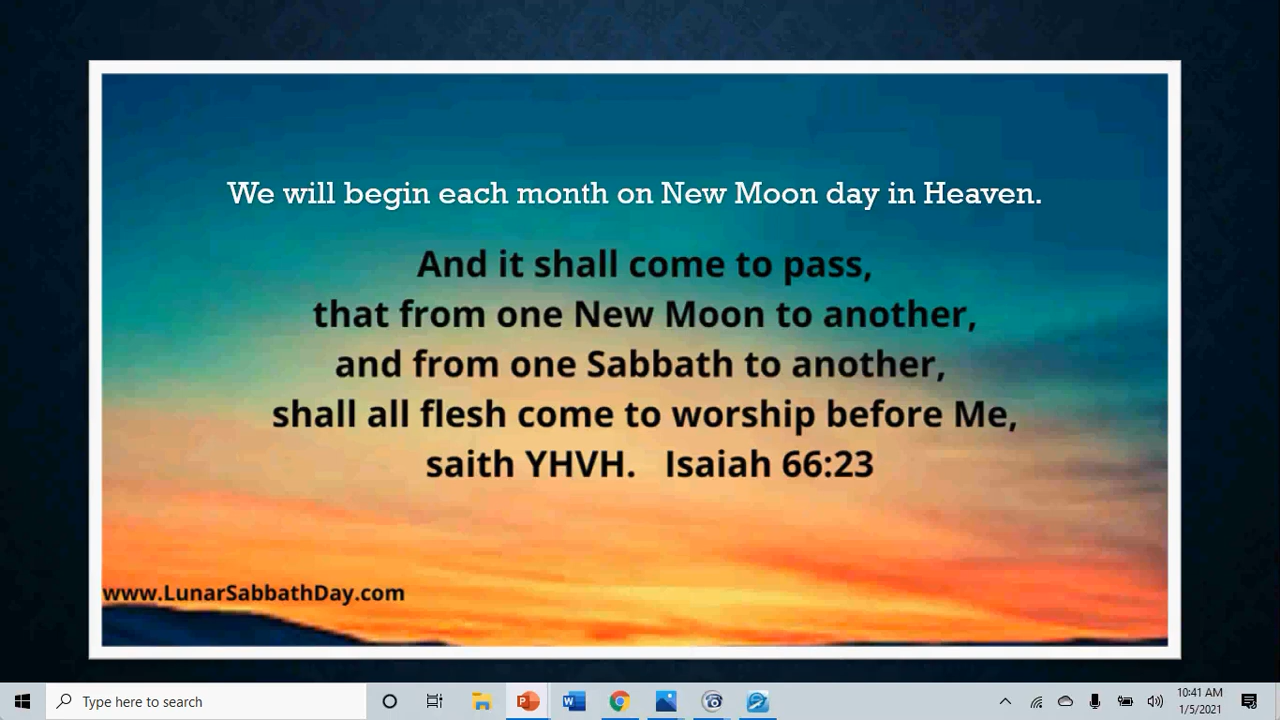 We will begin each month on New Moon day in Heaven.
And it shall come to pass,
that from one New Moon to another,
and from one Sabbath to another,
shall all flesh come to worship before Me,
saith YHVH. Isaiah 66:23
www.LunarSabbathDay.com
Type here to search
10:41 AM
1/5/2021